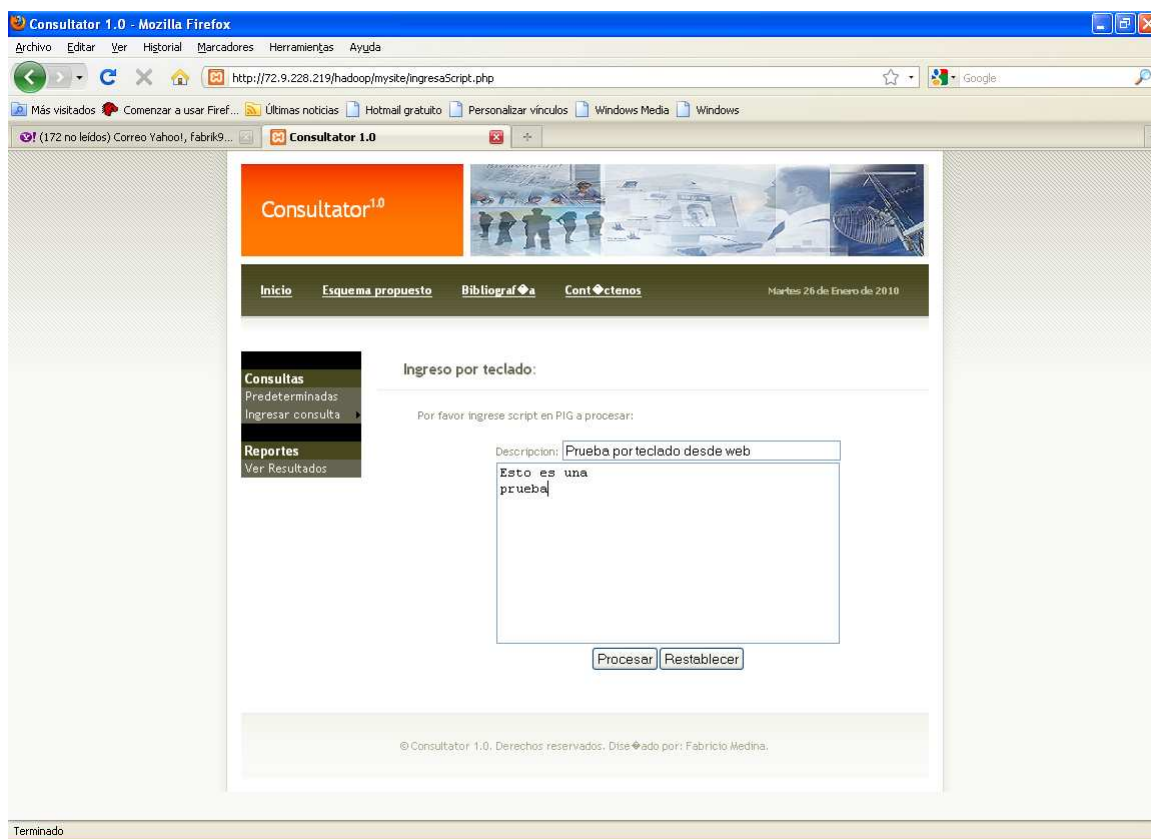 Consultator 1.0 - Mozilla Firefox
Archivo Editar Ver Historial Marcadores Herramientas Ayuda
http://72.9.228.219/hadoop/mysite/ingresaScript.php Google
Más visitados Comenzar a usar Firef... Últimas noticias Hotmail gratuito Personalizar vínculos Windows Media Windows
(172 no leídos) Correo Yahoo!, fabrik9... Consultator 1.0
Consultator1.0
Inicio Esquema propuesto Bibliograf�a Cont�ctenos Martes 26 de Enero de 2010
Ingreso por teclado:
Consultas
Predeterminadas
Ingresar consulta
Reportes
Ver Resultados
Por favor ingrese script en PIG a procesar:
Descripcion: Prueba por teclado desde web
Esto es una
prueba
Procesar Restablecer
© Consultator 1.0. Derechos reservados. Dise�ado por: Fabricio Medina.
Terminado